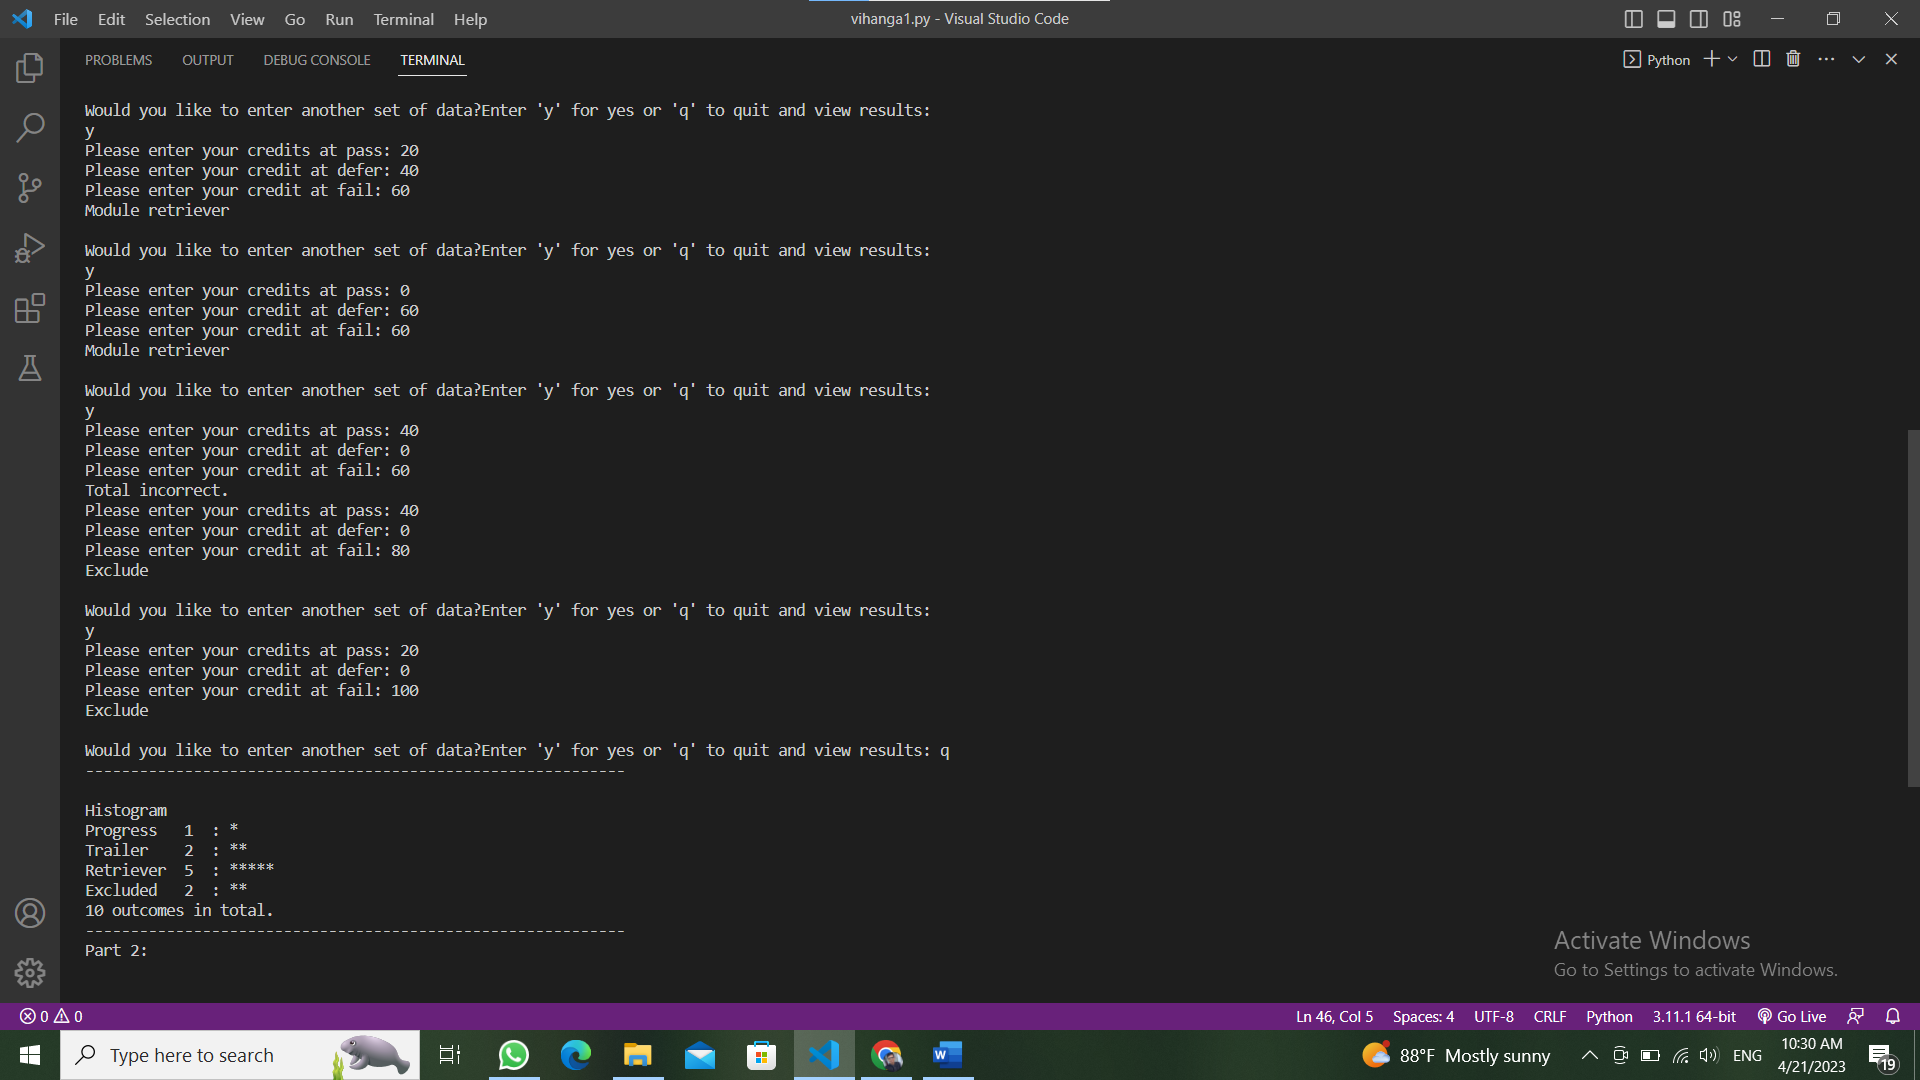 File Edit Selection View Go Run Terminal Help
vihanga1.py - Visual Studio Code
PROBLEMS OUTPUT DEBUG CONSOLE TERMINAL
Python
Would you like to enter another set of data?Enter 'y' for yes or 'q' to quit and view results:
y
Please enter your credits at pass: 20
Please enter your credit at defer: 40
Please enter your credit at fail: 60
Module retriever
Would you like to enter another set of data?Enter 'y' for yes or 'q' to quit and view results:
y
Please enter your credits at pass: 0
Please enter your credit at defer: 60
Please enter your credit at fail: 60
Module retriever
Would you like to enter another set of data?Enter 'y' for yes or 'q' to quit and view results:
y
Please enter your credits at pass: 40
Please enter your credit at defer: 0
Please enter your credit at fail: 60
Total incorrect.
Please enter your credits at pass: 40
Please enter your credit at defer: 0
Please enter your credit at fail: 80
Exclude
Would you like to enter another set of data?Enter 'y' for yes or 'q' to quit and view results:
y
Please enter your credits at pass: 20
Please enter your credit at defer: 0
Please enter your credit at fail: 100
Exclude
Would you like to enter another set of data?Enter 'y' for yes or 'q' to quit and view results: q
------------------------------------------------------------
Histogram
Progress   1  : *
Trailer    2  : **
Retriever  5  : *****
Excluded   2  : **
10 outcomes in total.
------------------------------------------------------------
Part 2:
Activate Windows
Go to Settings to activate Windows.
0 0
Ln 46, Col 5 Spaces: 4 UTF-8 CRLF Python 3.11.1 64-bit Go Live
Type here to search
88°F Mostly sunny
ENG
10:30 AM
4/21/2023
19